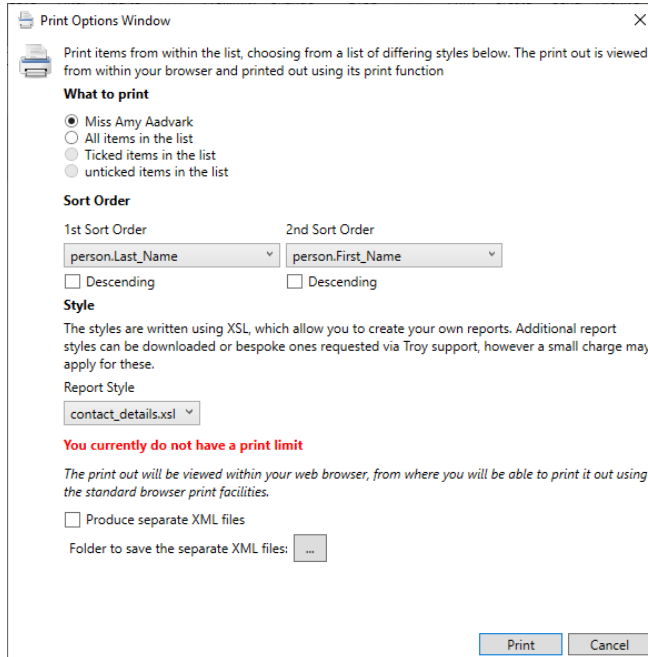 Print Options Window
Print items from within the list, choosing from a list of differing styles below. The print out is viewed
from within your browser and printed out using its print function
What to print
Miss Amy Aadvark
All items in the list
Ticked items in the list
unticked items in the list
Sort Order
1st Sort Order 2nd Sort Order
person.Last_Name person.First_Name
Descending Descending
Style
The styles are written using XSL, which allow you to create your own reports. Additional report
styles can be downloaded or bespoke ones requested via Troy support, however a small charge may
apply for these.
Report Style
contact_details.xsl
You currently do not have a print limit
The print out will be viewed within your web browser, from where you will be able to print it out using
the standard browser print facilities.
Produce separate XML files
Folder to save the separate XML files: ...
Print Cancel